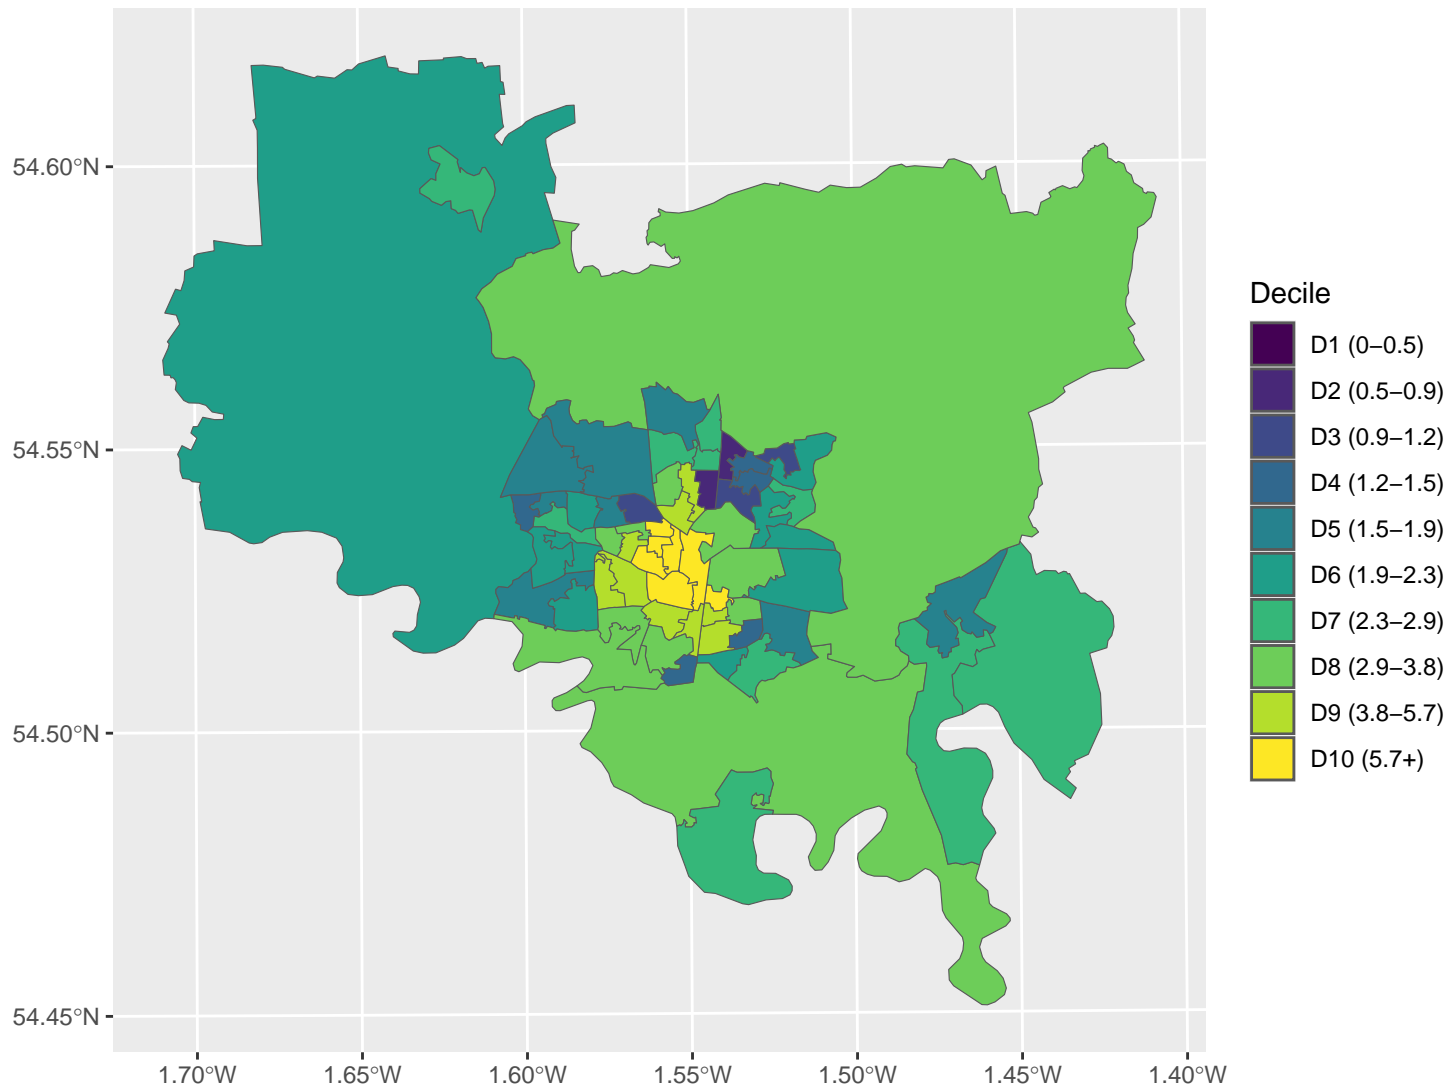 54.60°N
54.55°N
54.50°N
54.45°N
1.70°W
1.65°W
1.60°W
1.55°W
1.50°W
1.45°W
1.40°W
Decile
D1 (0–0.5)
D2 (0.5–0.9)
D3 (0.9–1.2)
D4 (1.2–1.5)
D5 (1.5–1.9)
D6 (1.9–2.3)
D7 (2.3–2.9)
D8 (2.9–3.8)
D9 (3.8–5.7)
D10 (5.7+)